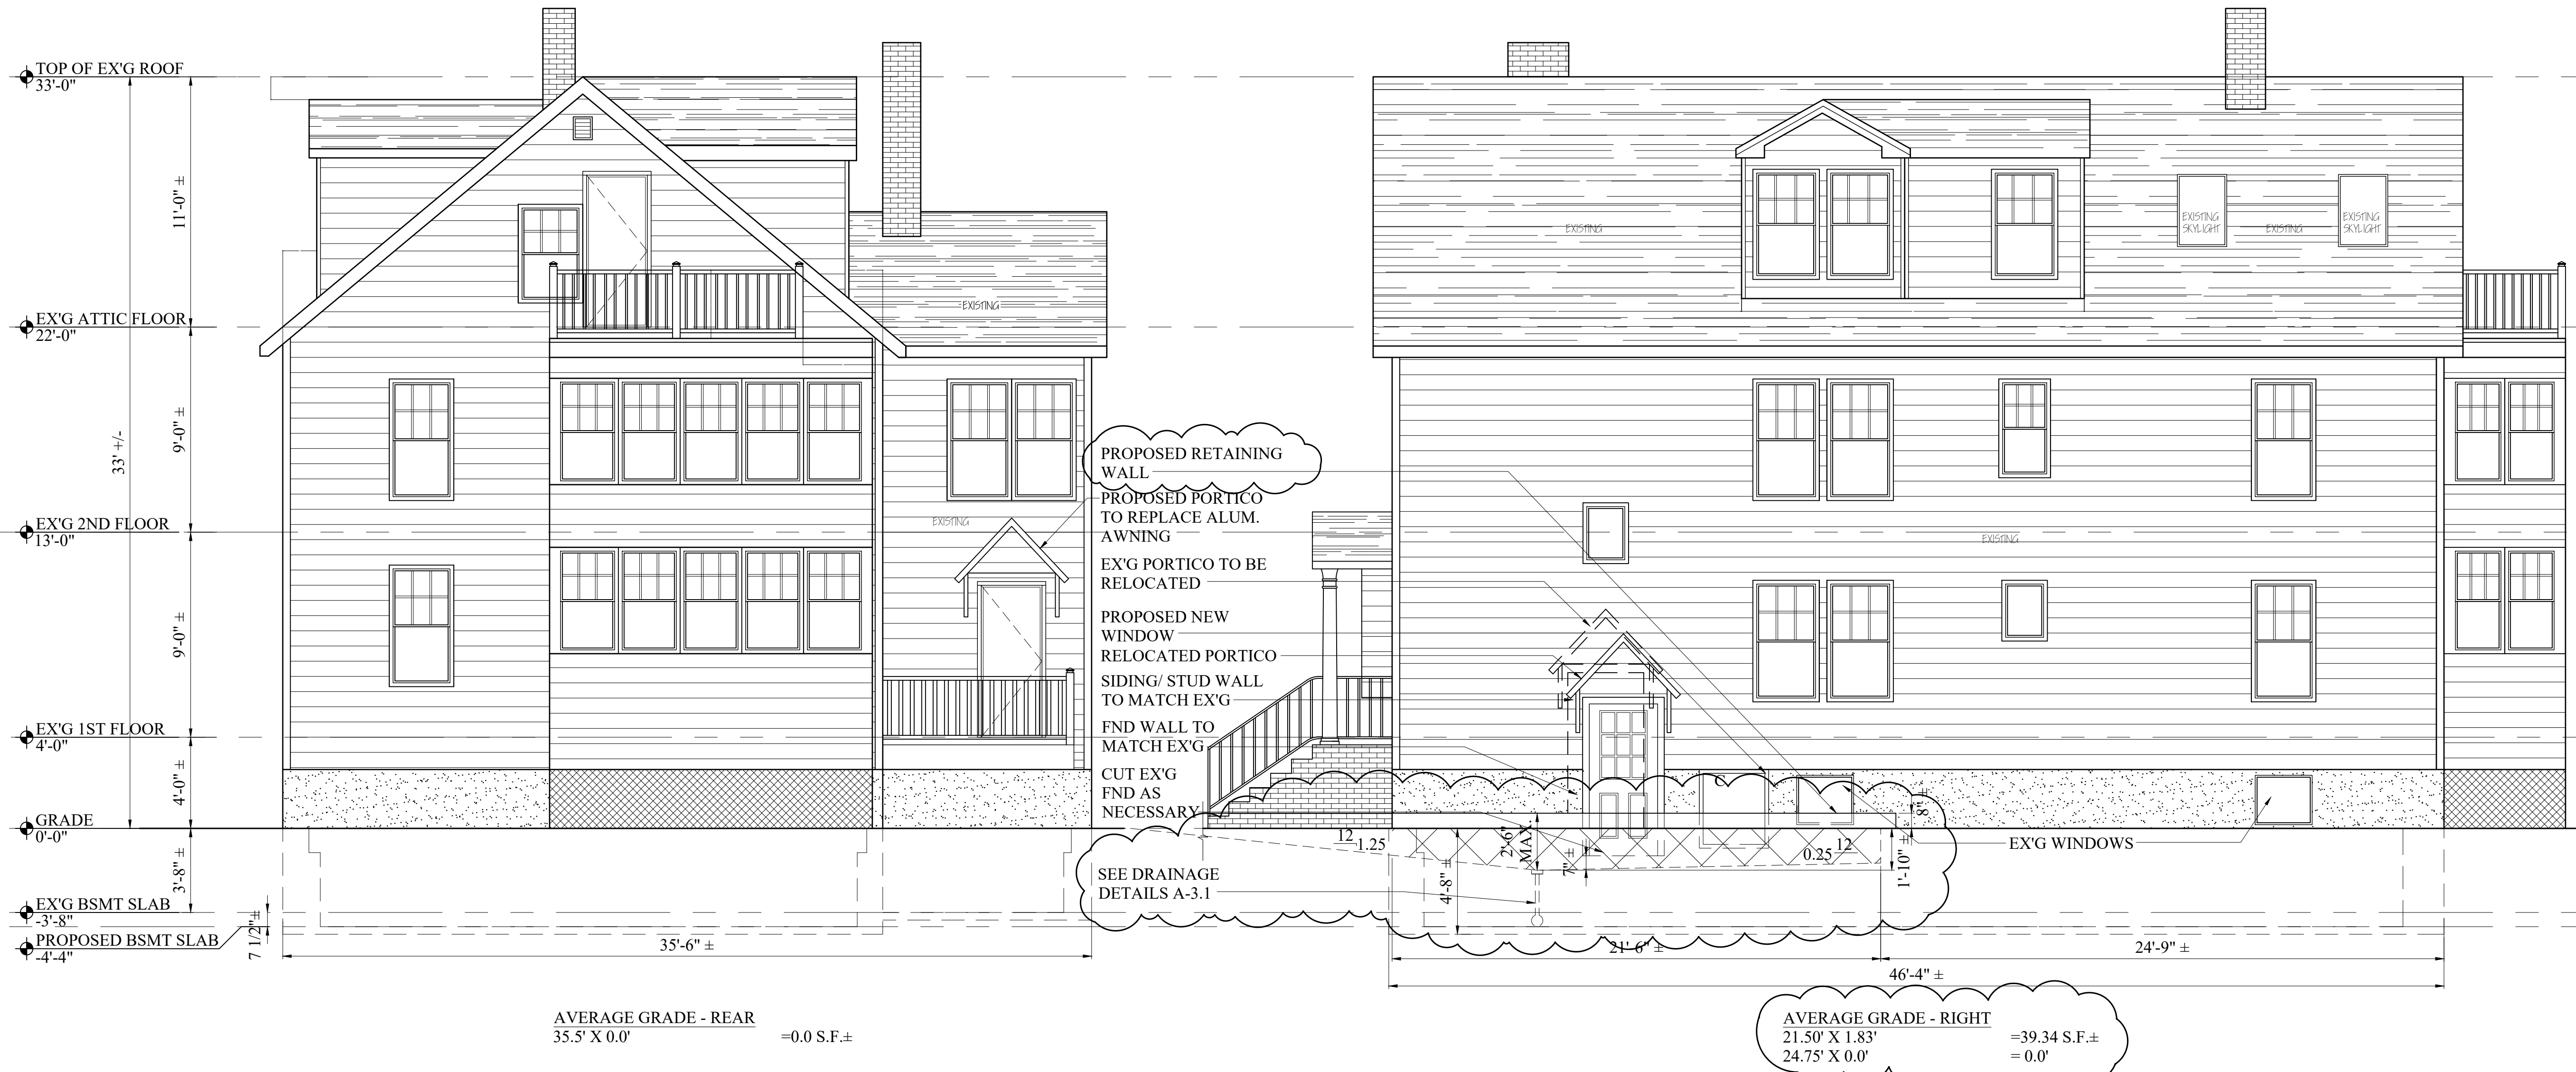 TOP OF EX'G ROOF
33'-0"
EX'G ATTIC FLOOR
22'-0"
EX'G 2ND FLOOR
13'-0"
EX'G 1ST FLOOR
4'-0"
GRADE
0'-0"
EX'G BSMT SLAB
-3'-8"
PROPOSED BSMT SLAB
-4'-4"
33' +/-
11'-0" ±
9'-0" ±
9'-0" ±
4'-0" ±
3'-8" ±
7 1/2"±
EXISTING
EXISTING
35'-6" ±
AVERAGE GRADE - REAR
35.5' X 0.0' =0.0 S.F.±
PROPOSED RETAINING
WALL
PROPOSED PORTICO
TO REPLACE ALUM.
AWNING
EX'G PORTICO TO BE
RELOCATED
PROPOSED NEW
WINDOW
RELOCATED PORTICO
SIDING/ STUD WALL
TO MATCH EX'G
FND WALL TO
MATCH EX'G
CUT EX'G
FND AS
NECESSARY
SEE DRAINAGE
DETAILS A-3.1
EXISTING
EXISTING
SKYLIGHT
EXISTING
EXISTING
SKYLIGHT
EXISTING
C
12
1.25
2'-6"
MAX.
7" ±
4'-8" ±
12
0.25
8" ±
1'-10" ±
EX'G WINDOWS
21'-6" ±
24'-9" ±
46'-4" ±
AVERAGE GRADE - RIGHT
21.50' X 1.83' =39.34 S.F.±
24.75' X 0.0' = 0.0'